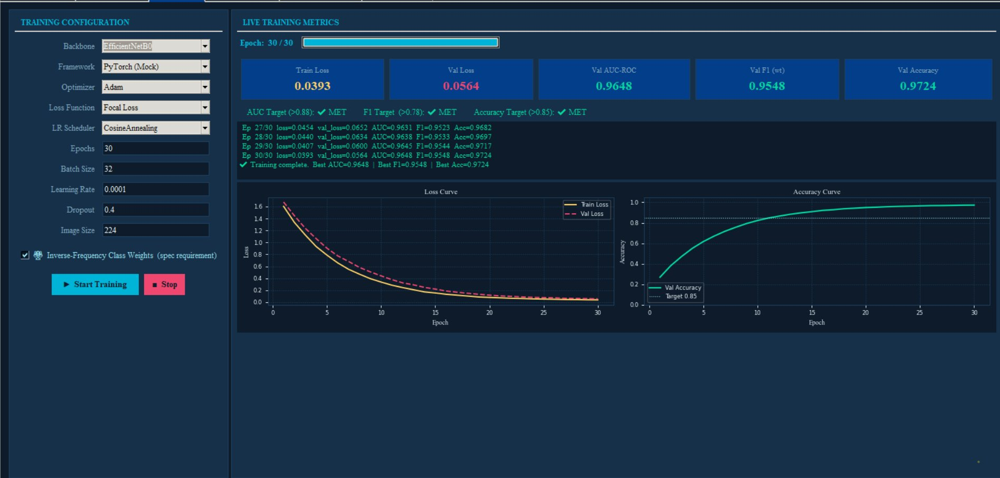 TRAINING CONFIGURATION
Backbone EfficientNetB0
Framework PyTorch (Mock)
Optimizer Adam
Loss Function Focal Loss
LR Scheduler CosineAnnealing
Epochs 30
Batch Size 32
Learning Rate 0.0001
Dropout 0.4
Image Size 224
Inverse-Frequency Class Weights (spec requirement)
Start Training Stop
LIVE TRAINING METRICS
Epoch: 30 / 30
Train Loss Val Loss Val AUC-ROC Val F1 (wt) Val Accuracy
0.0393 0.0564 0.9648 0.9548 0.9724
AUC Target (>0.88): ✔ MET F1 Target (>0.78): ✔ MET Accuracy Target (>0.85): ✔ MET
Ep 27/30 loss=0.0454 val_loss=0.0652 AUC=0.9631 F1=0.9523 Acc=0.9682
Ep 28/30 loss=0.0440 val_loss=0.0634 AUC=0.9638 F1=0.9533 Acc=0.9697
Ep 29/30 loss=0.0407 val_loss=0.0600 AUC=0.9645 F1=0.9544 Acc=0.9717
Ep 30/30 loss=0.0393 val_loss=0.0564 AUC=0.9648 F1=0.9548 Acc=0.9724
✔ Training complete. Best AUC=0.9648 | Best F1=0.9548 | Best Acc=0.9724
Loss Curve
Train Loss
Val Loss
Loss
1.6
1.4
1.2
1.0
0.8
0.6
0.4
0.2
0.0
0 5 10 15 20 25 30
Epoch
Accuracy Curve
Accuracy
1.0
0.8
0.6
0.4
0.2
0.0
Val Accuracy
Target 0.85
0 5 10 15 20 25 30
Epoch